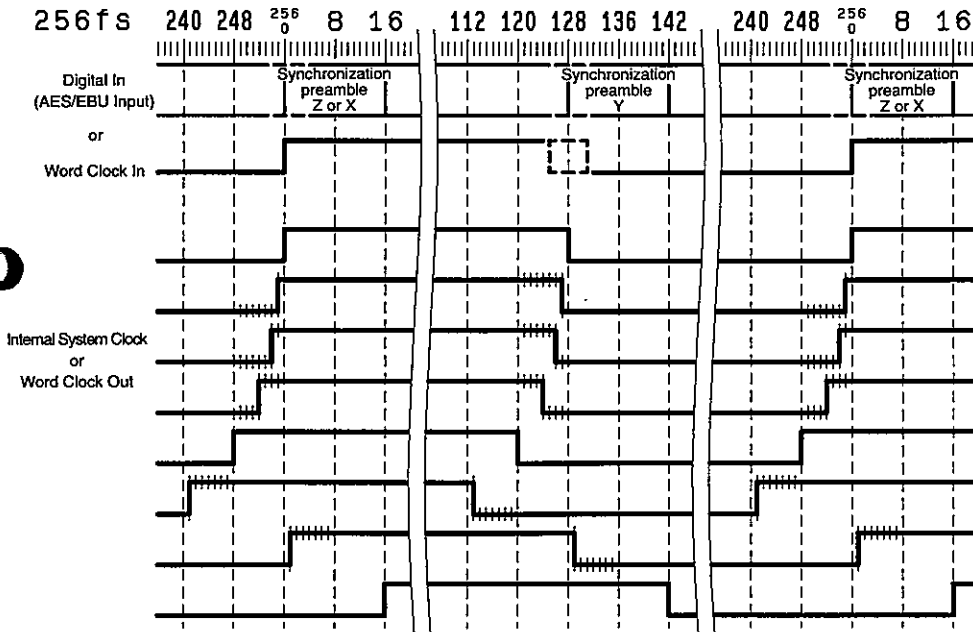 256fs 240 248 256 0 8 16 112 120 128 136 142 240 248 256 0 8 16
Digital In
(AES/EBU Input)
Synchronization
preamble
Z or X
Synchronization
preamble
Y
Synchronization
preamble
Z or X
or
Word Clock In
Internal System Clock
or
Word Clock Out